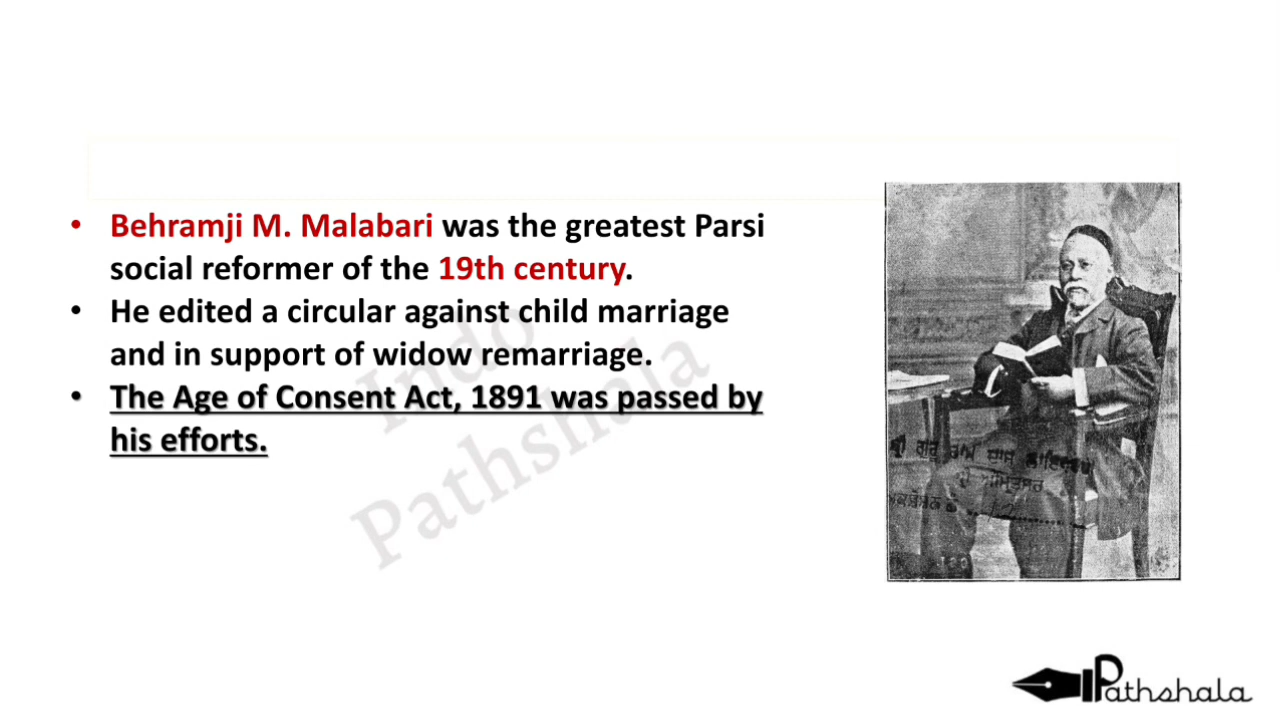 • Behramji M. Malabari was the greatest Parsi
social reformer of the 19th century.
• He edited a circular against child marriage
and in support of widow remarriage.
• The Age of Consent Act, 1891 was passed by
his efforts.
Indo
Pathshala
ਸ੍ਰੀ ਗੁਰੂ ਰਾਮ ਦਾਸ ਲਾਇਬ੍ਰੇਰੀ
ਸ੍ਰੀ ਅੰਮ੍ਰਿਤਸਰ
Pathshala